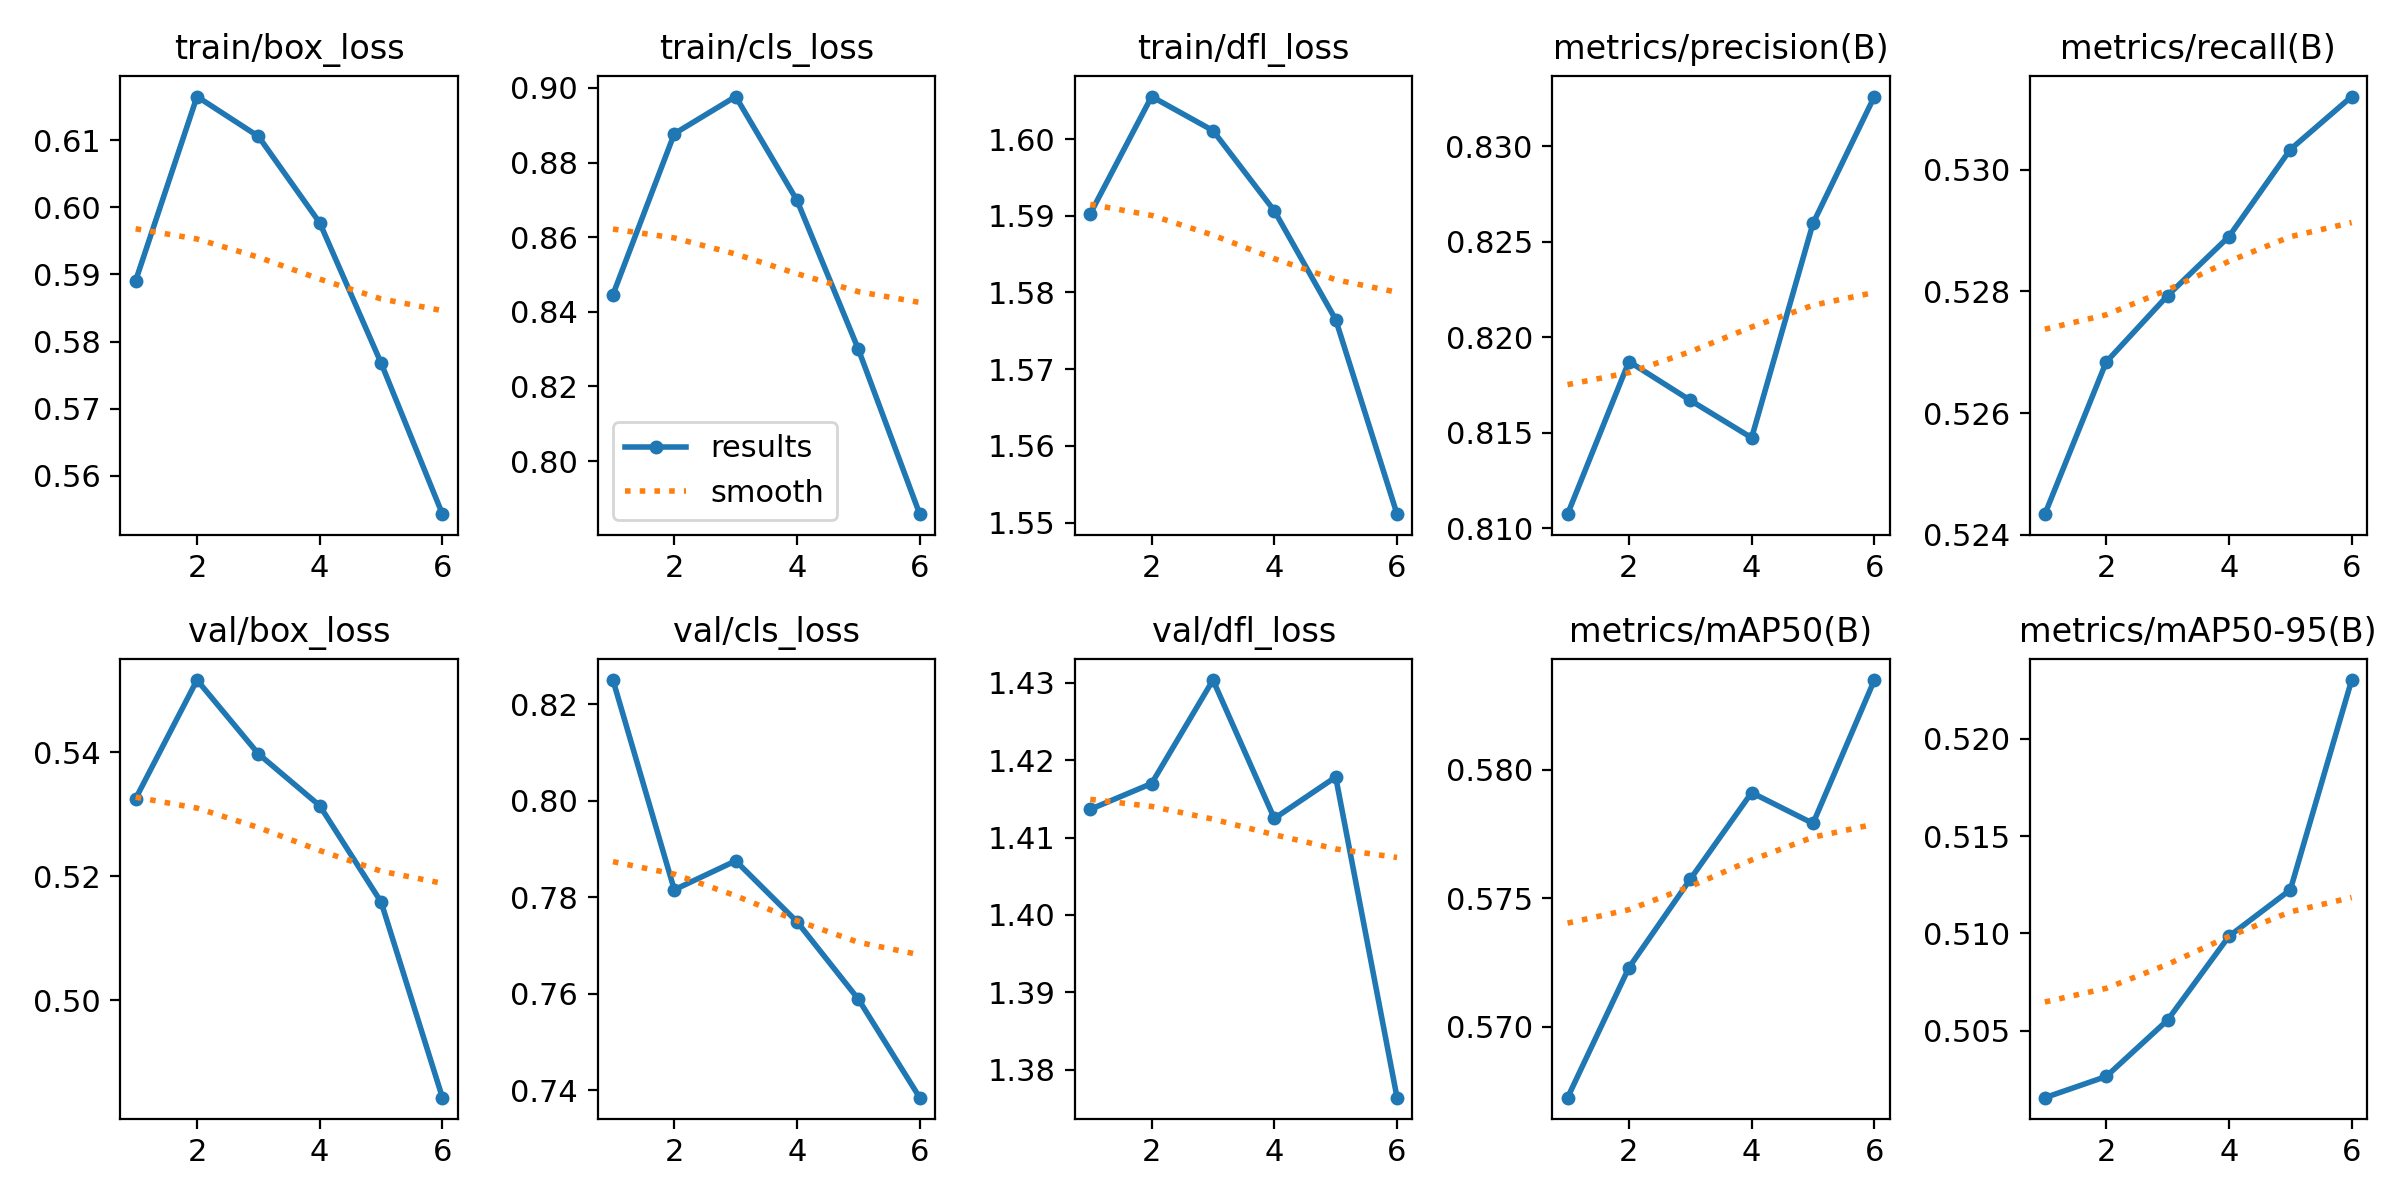 train/box_loss
0.61
0.60
0.59
0.58
0.57
0.56
2 4 6
train/cls_loss
0.90
0.88
0.86
0.84
0.82
0.80
results
smooth
2 4 6
train/dfl_loss
1.60
1.59
1.58
1.57
1.56
1.55
2 4 6
metrics/precision(B)
0.830
0.825
0.820
0.815
0.810
2 4 6
metrics/recall(B)
0.530
0.528
0.526
0.524
2 4 6
val/box_loss
0.54
0.52
0.50
2 4 6
val/cls_loss
0.82
0.80
0.78
0.76
0.74
2 4 6
val/dfl_loss
1.43
1.42
1.41
1.40
1.39
1.38
2 4 6
metrics/mAP50(B)
0.580
0.575
0.570
2 4 6
metrics/mAP50-95(B)
0.520
0.515
0.510
0.505
2 4 6